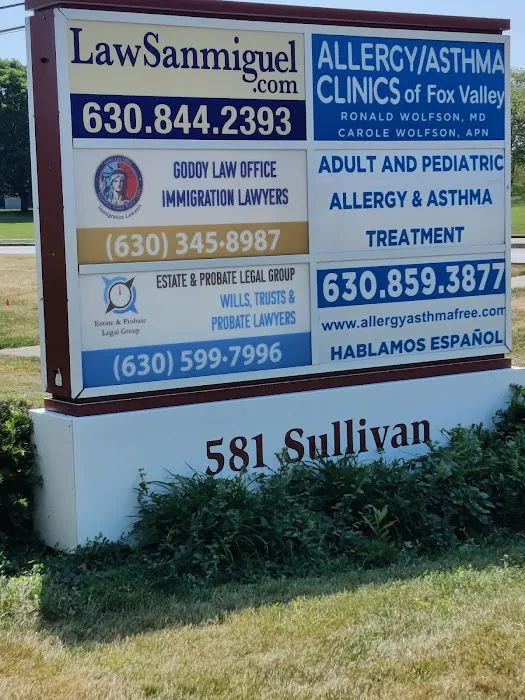 LawSanmiguel
.com
630.844.2393
GODOY LAW OFFICE
IMMIGRATION LAWYERS
Immigration Lawyers
(630) 345-8987
ESTATE & PROBATE LEGAL GROUP
WILLS, TRUSTS &
PROBATE LAWYERS
Estate & Probate
Legal Group
(630) 599-7996
ALLERGY/ASTHMA
CLINICS of Fox Valley
RONALD WOLFSON, MD
CAROLE WOLFSON, APN
ADULT AND PEDIATRIC
ALLERGY & ASTHMA
TREATMENT
630.859.3877
www.allergyasthmafree.com
HABLAMOS ESPAÑOL
581 Sullivan